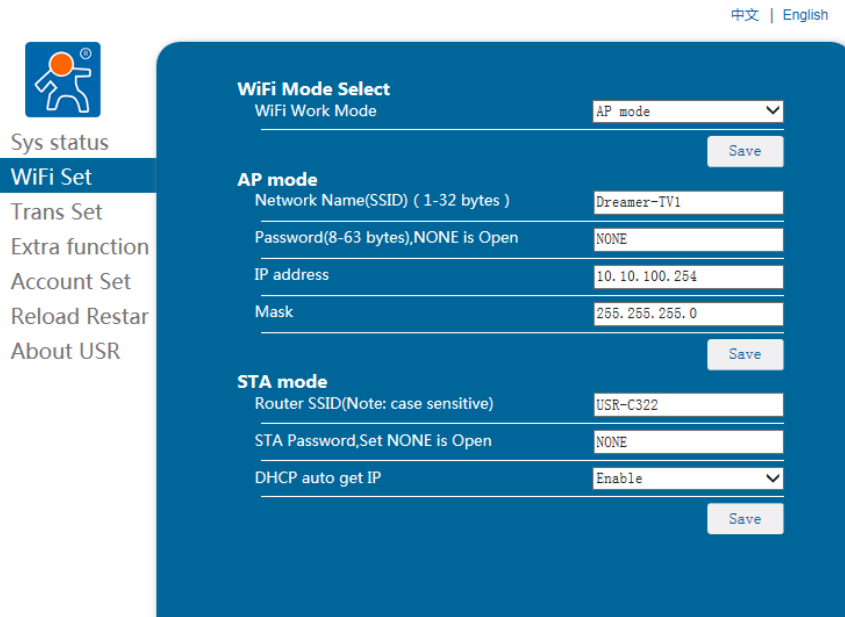 中文 | English
®
Sys status
WiFi Set
Trans Set
Extra function
Account Set
Reload Restar
About USR
WiFi Mode Select
WiFi Work Mode AP mode
Save
AP mode
Network Name(SSID) ( 1-32 bytes ) Dreamer-TV1
Password(8-63 bytes),NONE is Open NONE
IP address 10.10.100.254
Mask 255.255.255.0
Save
STA mode
Router SSID(Note: case sensitive) USR-C322
STA Password,Set NONE is Open NONE
DHCP auto get IP Enable
Save